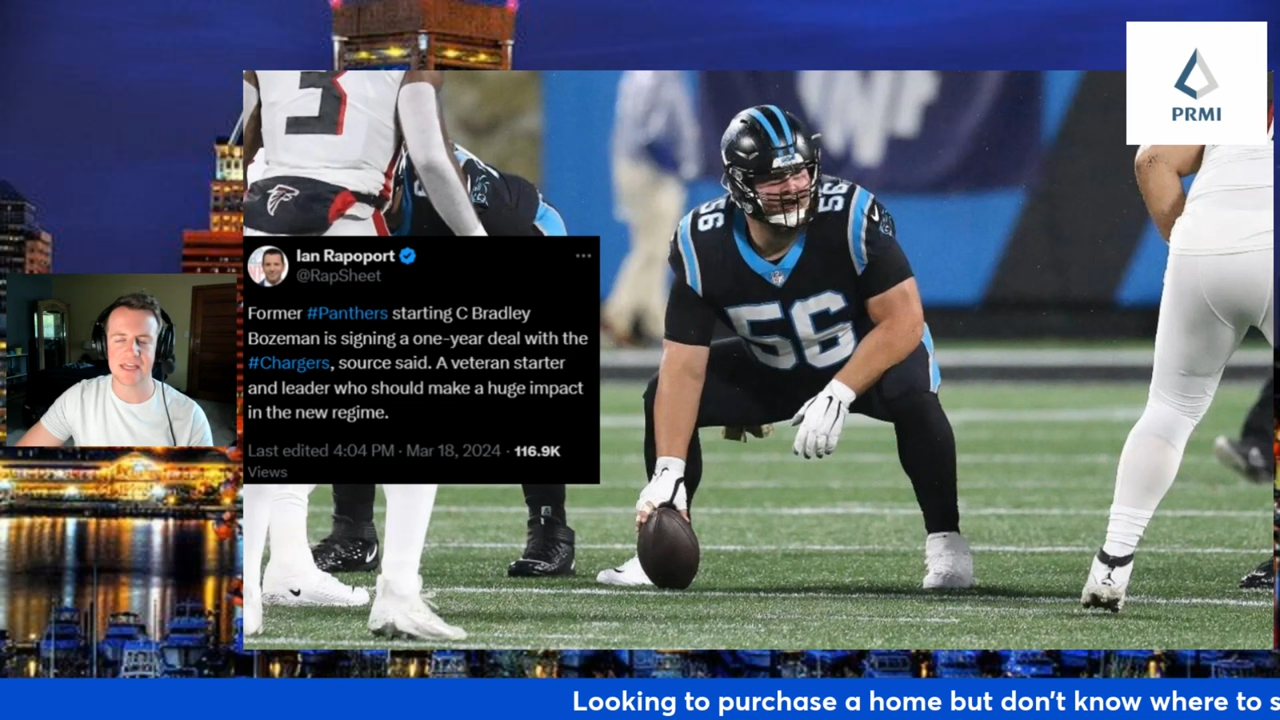 PRMI
3
56
56
56
Ian Rapoport
@RapSheet
Former #Panthers starting C Bradley
Bozeman is signing a one-year deal with the
#Chargers, source said. A veteran starter
and leader who should make a huge impact
in the new regime.
Last edited 4:04 PM · Mar 18, 2024 · 116.9K
Views
Looking to purchase a home but don't know where to s